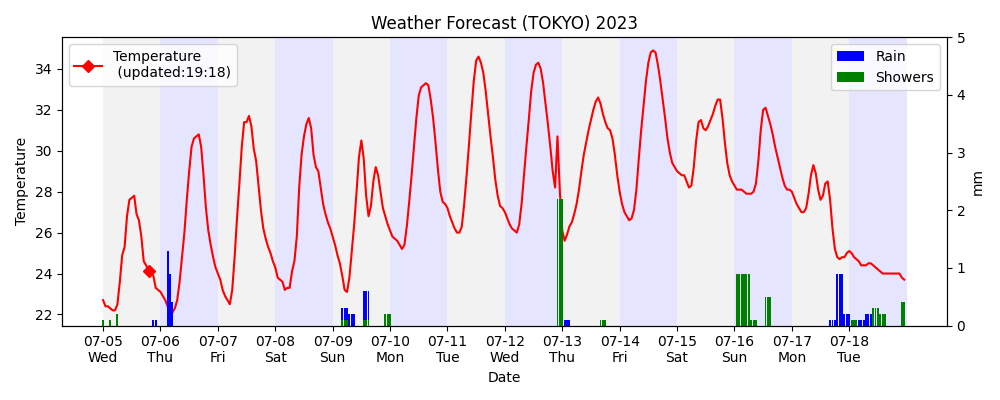 Weather Forecast (TOKYO) 2023
Temperature
(updated:19:18)
Rain
Showers
Temperature
34
32
30
28
26
24
22
5
4
3
2
1
0
mm
07-05 07-06 07-07 07-08 07-09 07-10 07-11 07-12 07-13 07-14 07-15 07-16 07-17 07-18
Wed Thu Fri Sat Sun Mon Tue Wed Thu Fri Sat Sun Mon Tue
Date